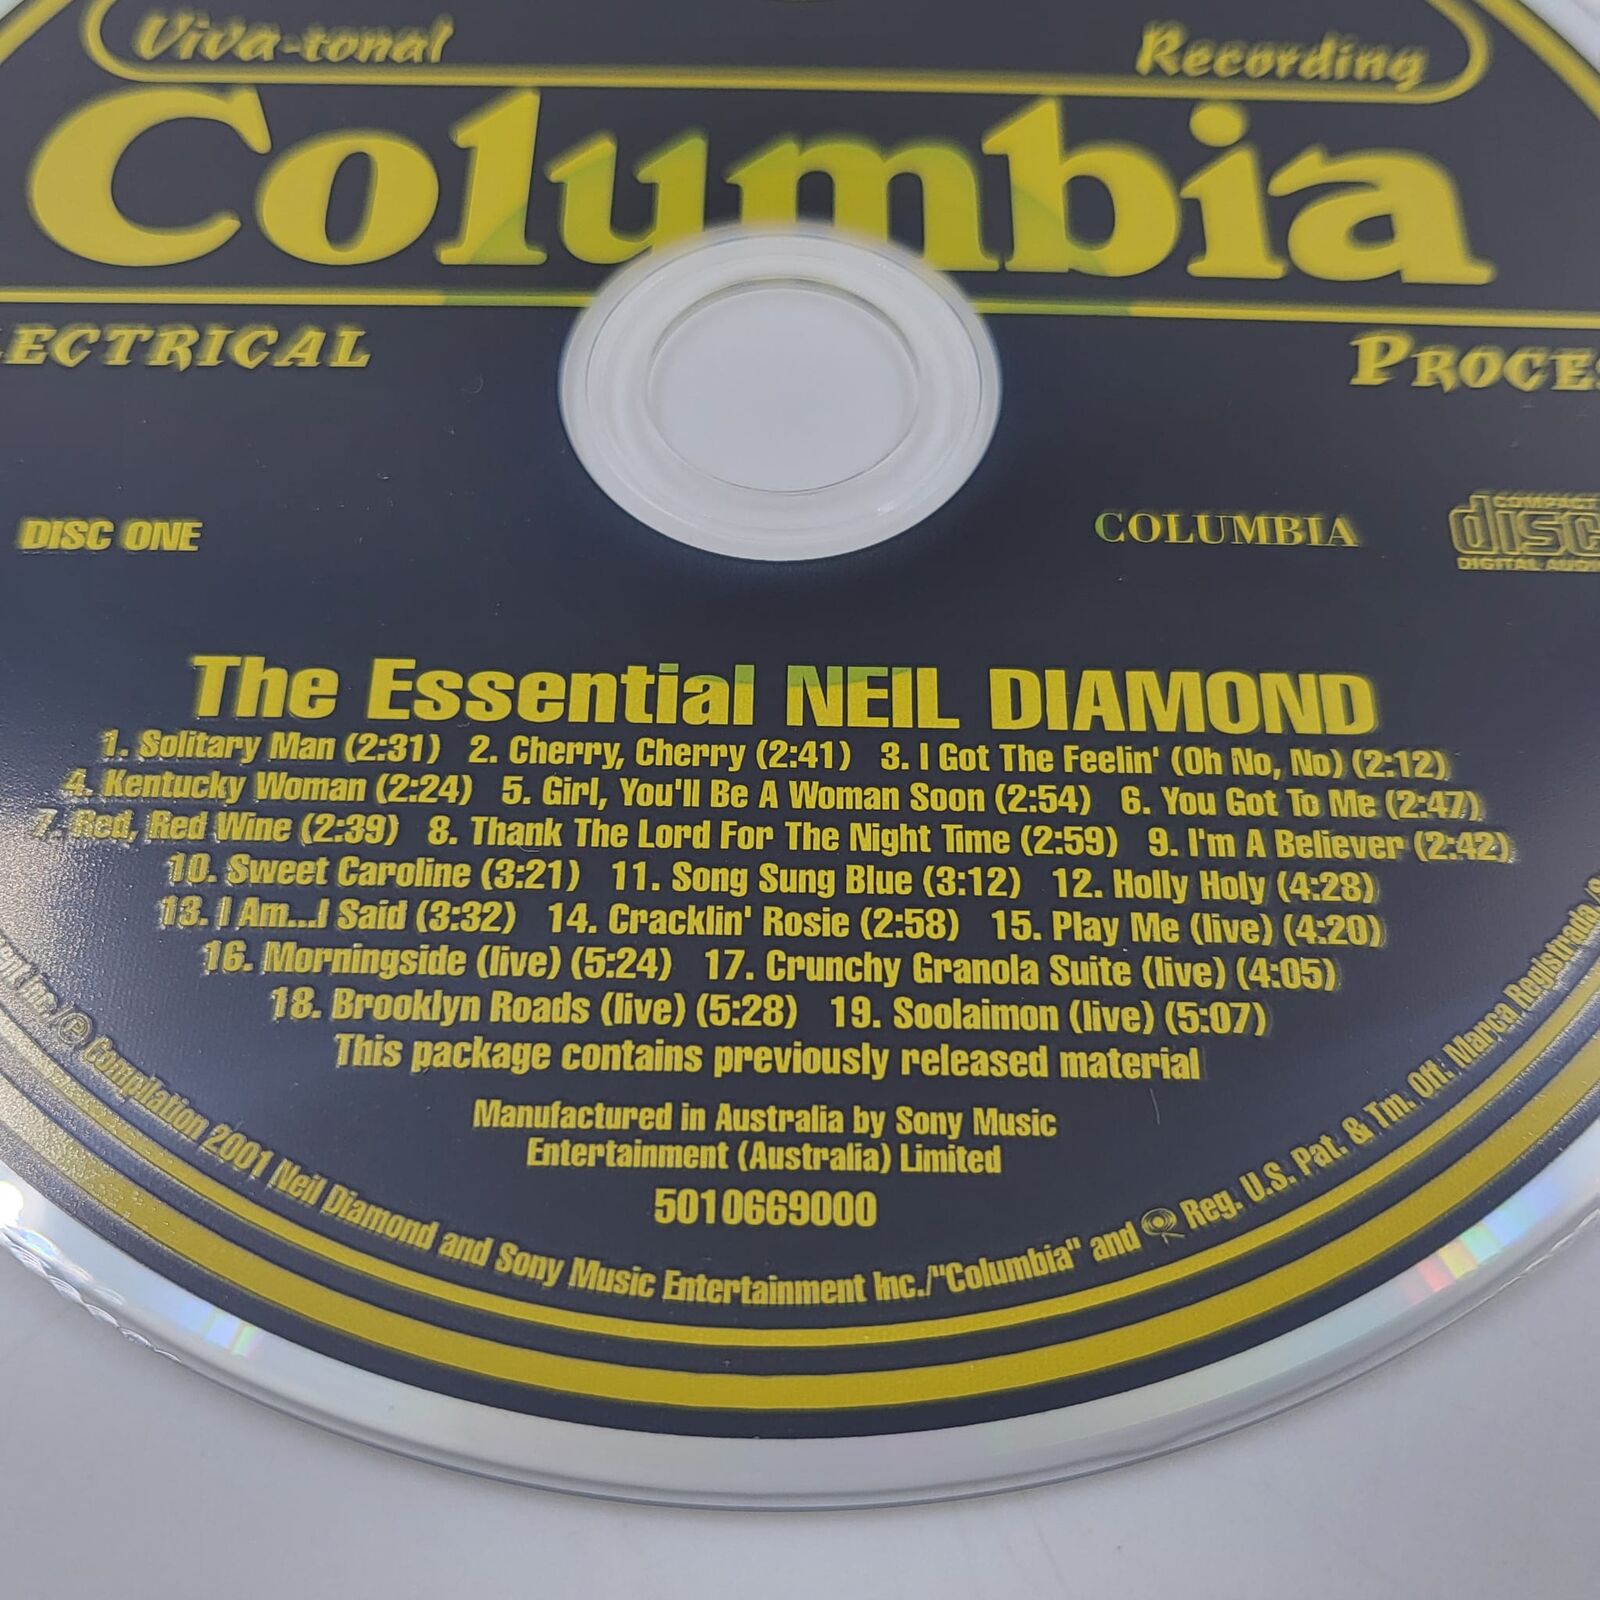 Viva-tonal Recording
Columbia
ECTRICAL PROCES
DISC ONE COLUMBIA COMPACT disc DIGITAL AUDIO
The Essential NEIL DIAMOND
1. Solitary Man (2:31) 2. Cherry, Cherry (2:41) 3. I Got The Feelin' (Oh No, No) (2:12)
4. Kentucky Woman (2:24) 5. Girl, You'll Be A Woman Soon (2:54) 6. You Got To Me (2:47)
7. Red, Red Wine (2:39) 8. Thank The Lord For The Night Time (2:59) 9. I'm A Believer (2:42)
10. Sweet Caroline (3:21) 11. Song Sung Blue (3:12) 12. Holly Holy (4:28)
13. I Am...I Said (3:32) 14. Cracklin' Rosie (2:58) 15. Play Me (live) (4:20)
16. Morningside (live) (5:24) 17. Crunchy Granola Suite (live) (4:05)
18. Brooklyn Roads (live) (5:28) 19. Soolaimon (live) (5:07)
This package contains previously released material
Manufactured in Australia by Sony Music
Entertainment (Australia) Limited
5010669000
Inc./℗ Compilation 2001 Neil Diamond and Sony Music Entertainment Inc./"Columbia" and Reg. U.S. Pat. & Tm. Off. Marca Registrada